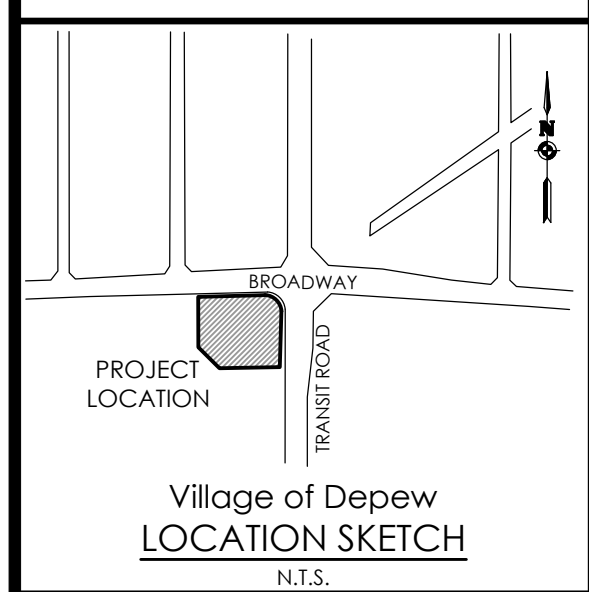 N
BROADWAY
TRANSIT ROAD
PROJECT
LOCATION
Village of Depew
LOCATION SKETCH
N.T.S.